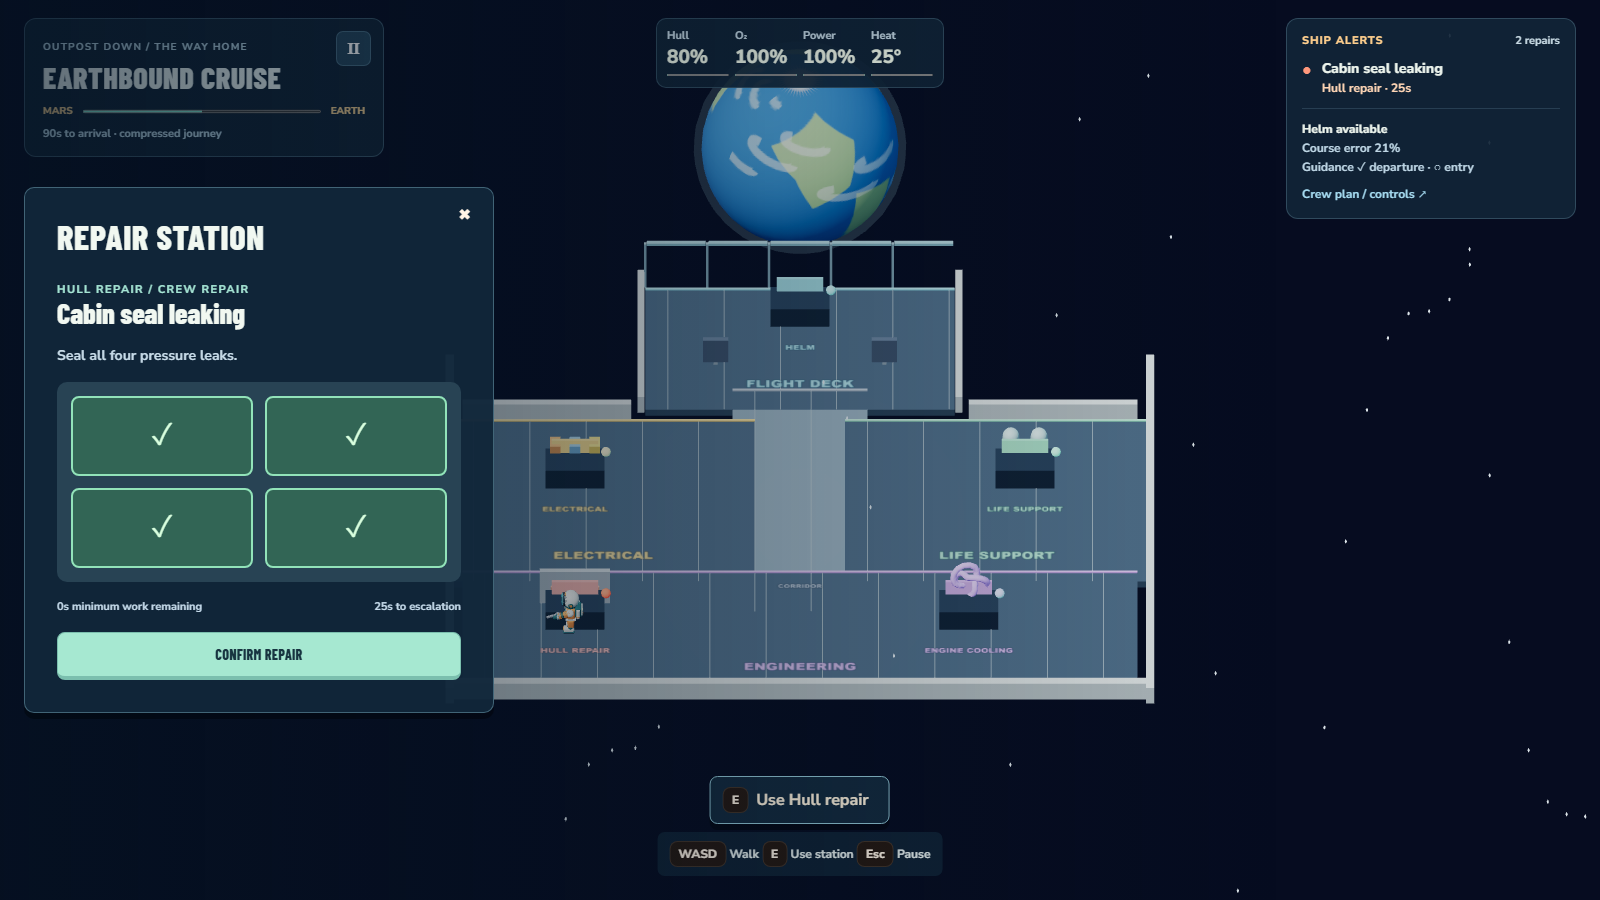 OUTPOST DOWN / THE WAY HOME
II
EARTHBOUND CRUISE
MARS
EARTH
90s to arrival · compressed journey
Hull
O₂
Power
Heat
80%
100%
100%
25°
SHIP ALERTS
2 repairs
Cabin seal leaking
Hull repair · 25s
Helm available
Course error 21%
Guidance ✓ departure · ○ entry
Crew plan / controls ↗
✖
REPAIR STATION
HULL REPAIR / CREW REPAIR
Cabin seal leaking
Seal all four pressure leaks.
✓
✓
✓
✓
0s minimum work remaining
25s to escalation
CONFIRM REPAIR
HELM
FLIGHT DECK
ELECTRICAL
LIFE SUPPORT
ELECTRICAL
LIFE SUPPORT
CORRIDOR
HULL REPAIR
ENGINE COOLING
ENGINEERING
E Use Hull repair
WASD Walk E Use station Esc Pause